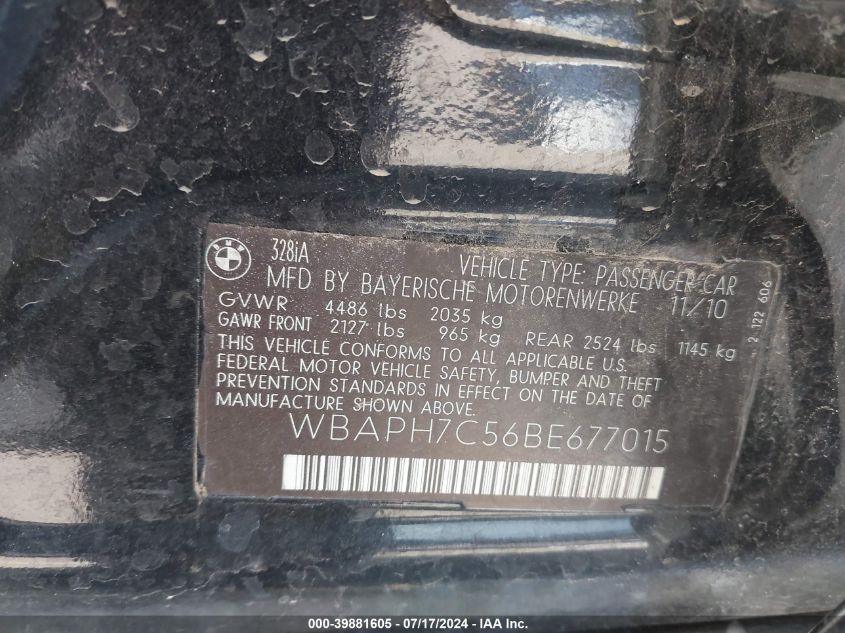 BMW
328iA
VEHICLE TYPE: PASSENGER CAR
MFD BY BAYERISCHE MOTORENWERKE 11/10
GVWR 4486 lbs 2035 kg
GAWR FRONT 2127 lbs 965 kg REAR 2524 lbs 1145 kg
THIS VEHICLE CONFORMS TO ALL APPLICABLE U.S.
FEDERAL MOTOR VEHICLE SAFETY, BUMPER AND THEFT
PREVENTION STANDARDS IN EFFECT ON THE DATE OF
MANUFACTURE SHOWN ABOVE.
WBAPH7C56BE677015
2 122 606
000-39881605 - 07/17/2024 - IAAI.com